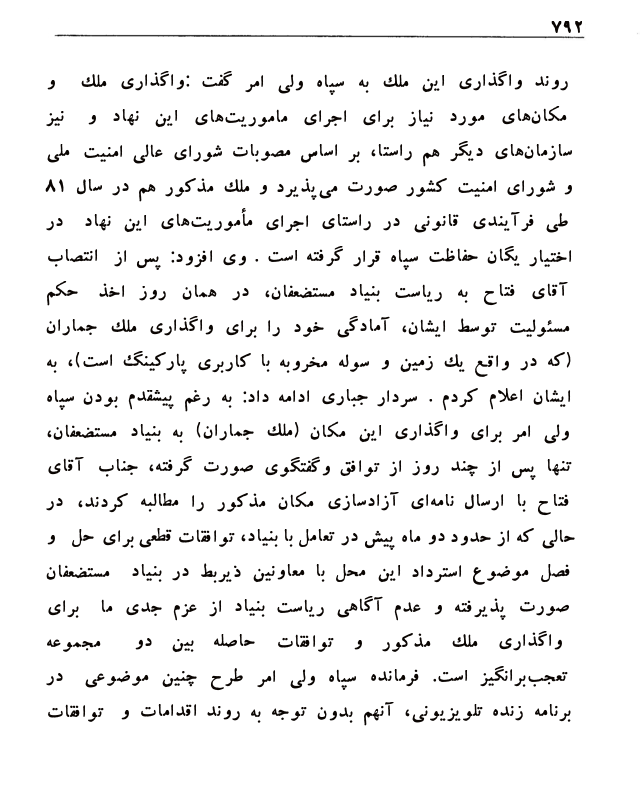 ۷۹۲
روند واگذاری این ملك به سپاه ولی امر گفت :واگذاری ملك و
مکان‌های مورد نیاز برای اجرای ماموریت‌های این نهاد و نیز
سازمان‌های دیگر هم راستا، بر اساس مصوبات شورای عالی امنیت ملی
و شورای امنیت کشور صورت می‌پذیرد و ملك مذکور هم در سال ۸۱
طی فرآیندی قانونی در راستای اجرای مأموریت‌های این نهاد در
اختیار یگان حفاظت سپاه قرار گرفته است . وی افزود: پس از انتصاب
آقای فتاح به ریاست بنیاد مستضعفان، در همان روز اخذ حکم
مسئولیت توسط ایشان، آمادگی خود را برای واگذاری ملك جماران
(که در واقع یك زمین و سوله مخروبه با کاربری پارکینگ است)، به
ایشان اعلام کردم . سردار جباری ادامه داد: به رغم پیشقدم بودن سپاه
ولی امر برای واگذاری این مکان (ملك جماران) به بنیاد مستضعفان،
تنها پس از چند روز از توافق وگفتگوی صورت گرفته، جناب آقای
فتاح با ارسال نامه‌ای آزادسازی مکان مذکور را مطالبه کردند، در
حالی که از حدود دو ماه پیش در تعامل با بنیاد، توافقات قطعی برای حل و
فصل موضوع استرداد این محل با معاونین ذیربط در بنیاد مستضعفان
صورت پذیرفته و عدم آگاهی ریاست بنیاد از عزم جدی ما برای
واگذاری ملك مذکور و توافقات حاصله بین دو مجموعه
تعجب‌برانگیز است. فرمانده سپاه ولی امر طرح چنین موضوعی در
برنامه زنده تلویزیونی، آنهم بدون توجه به روند اقدامات و توافقات